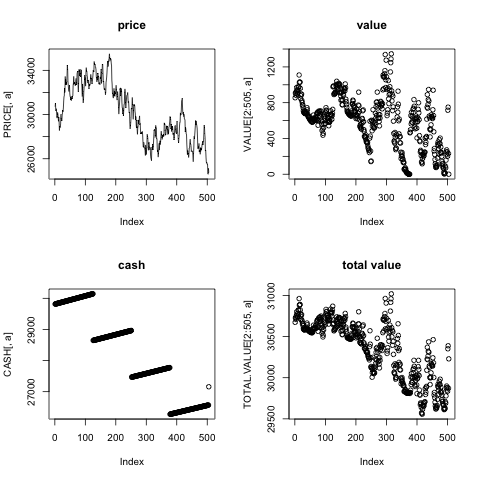 price
PRICE[, a]
26000 30000 34000
0 100 200 300 400 500
Index
value
VALUE[2:505, a]
0 400 800 1200
0 100 200 300 400 500
Index
cash
CASH[, a]
27000 29000
0 100 200 300 400 500
Index
total value
TOTAL.VALUE[2:505, a]
29500 30000 31000
0 100 200 300 400 500
Index